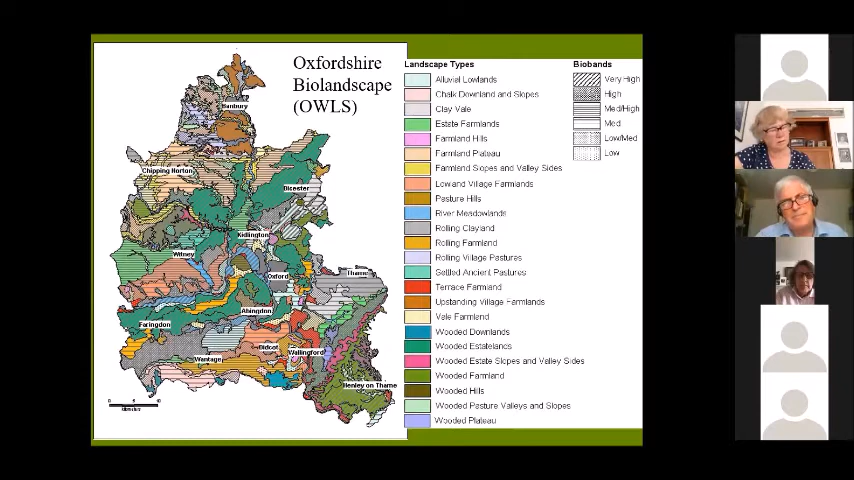 Oxfordshire
Biolandscape
(OWLS)
Landscape Types
Alluvial Lowlands
Chalk Downland and Slopes
Clay Vale
Estate Farmlands
Farmland Hills
Farmland Plateau
Farmland Slopes and Valley Sides
Lowland Village Farmlands
Pasture Hills
River Meadowlands
Rolling Clayland
Rolling Farmland
Rolling Village Pastures
Settled Ancient Pastures
Terrace Farmland
Upstanding Village Farmlands
Vale Farmland
Wooded Downlands
Wooded Estatelands
Wooded Estate Slopes and Valley Sides
Wooded Farmland
Wooded Hills
Wooded Pasture Valleys and Slopes
Wooded Plateau
Biobands
Very High
High
Med/High
Med
Low/Med
Low
Banbury
Chipping Norton
Bicester
Kidlington
Witney
Oxford
Thame
Abingdon
Faringdon
Didcot
Wallingford
Wantage
Henley on Thame
0 5 10
kilometres